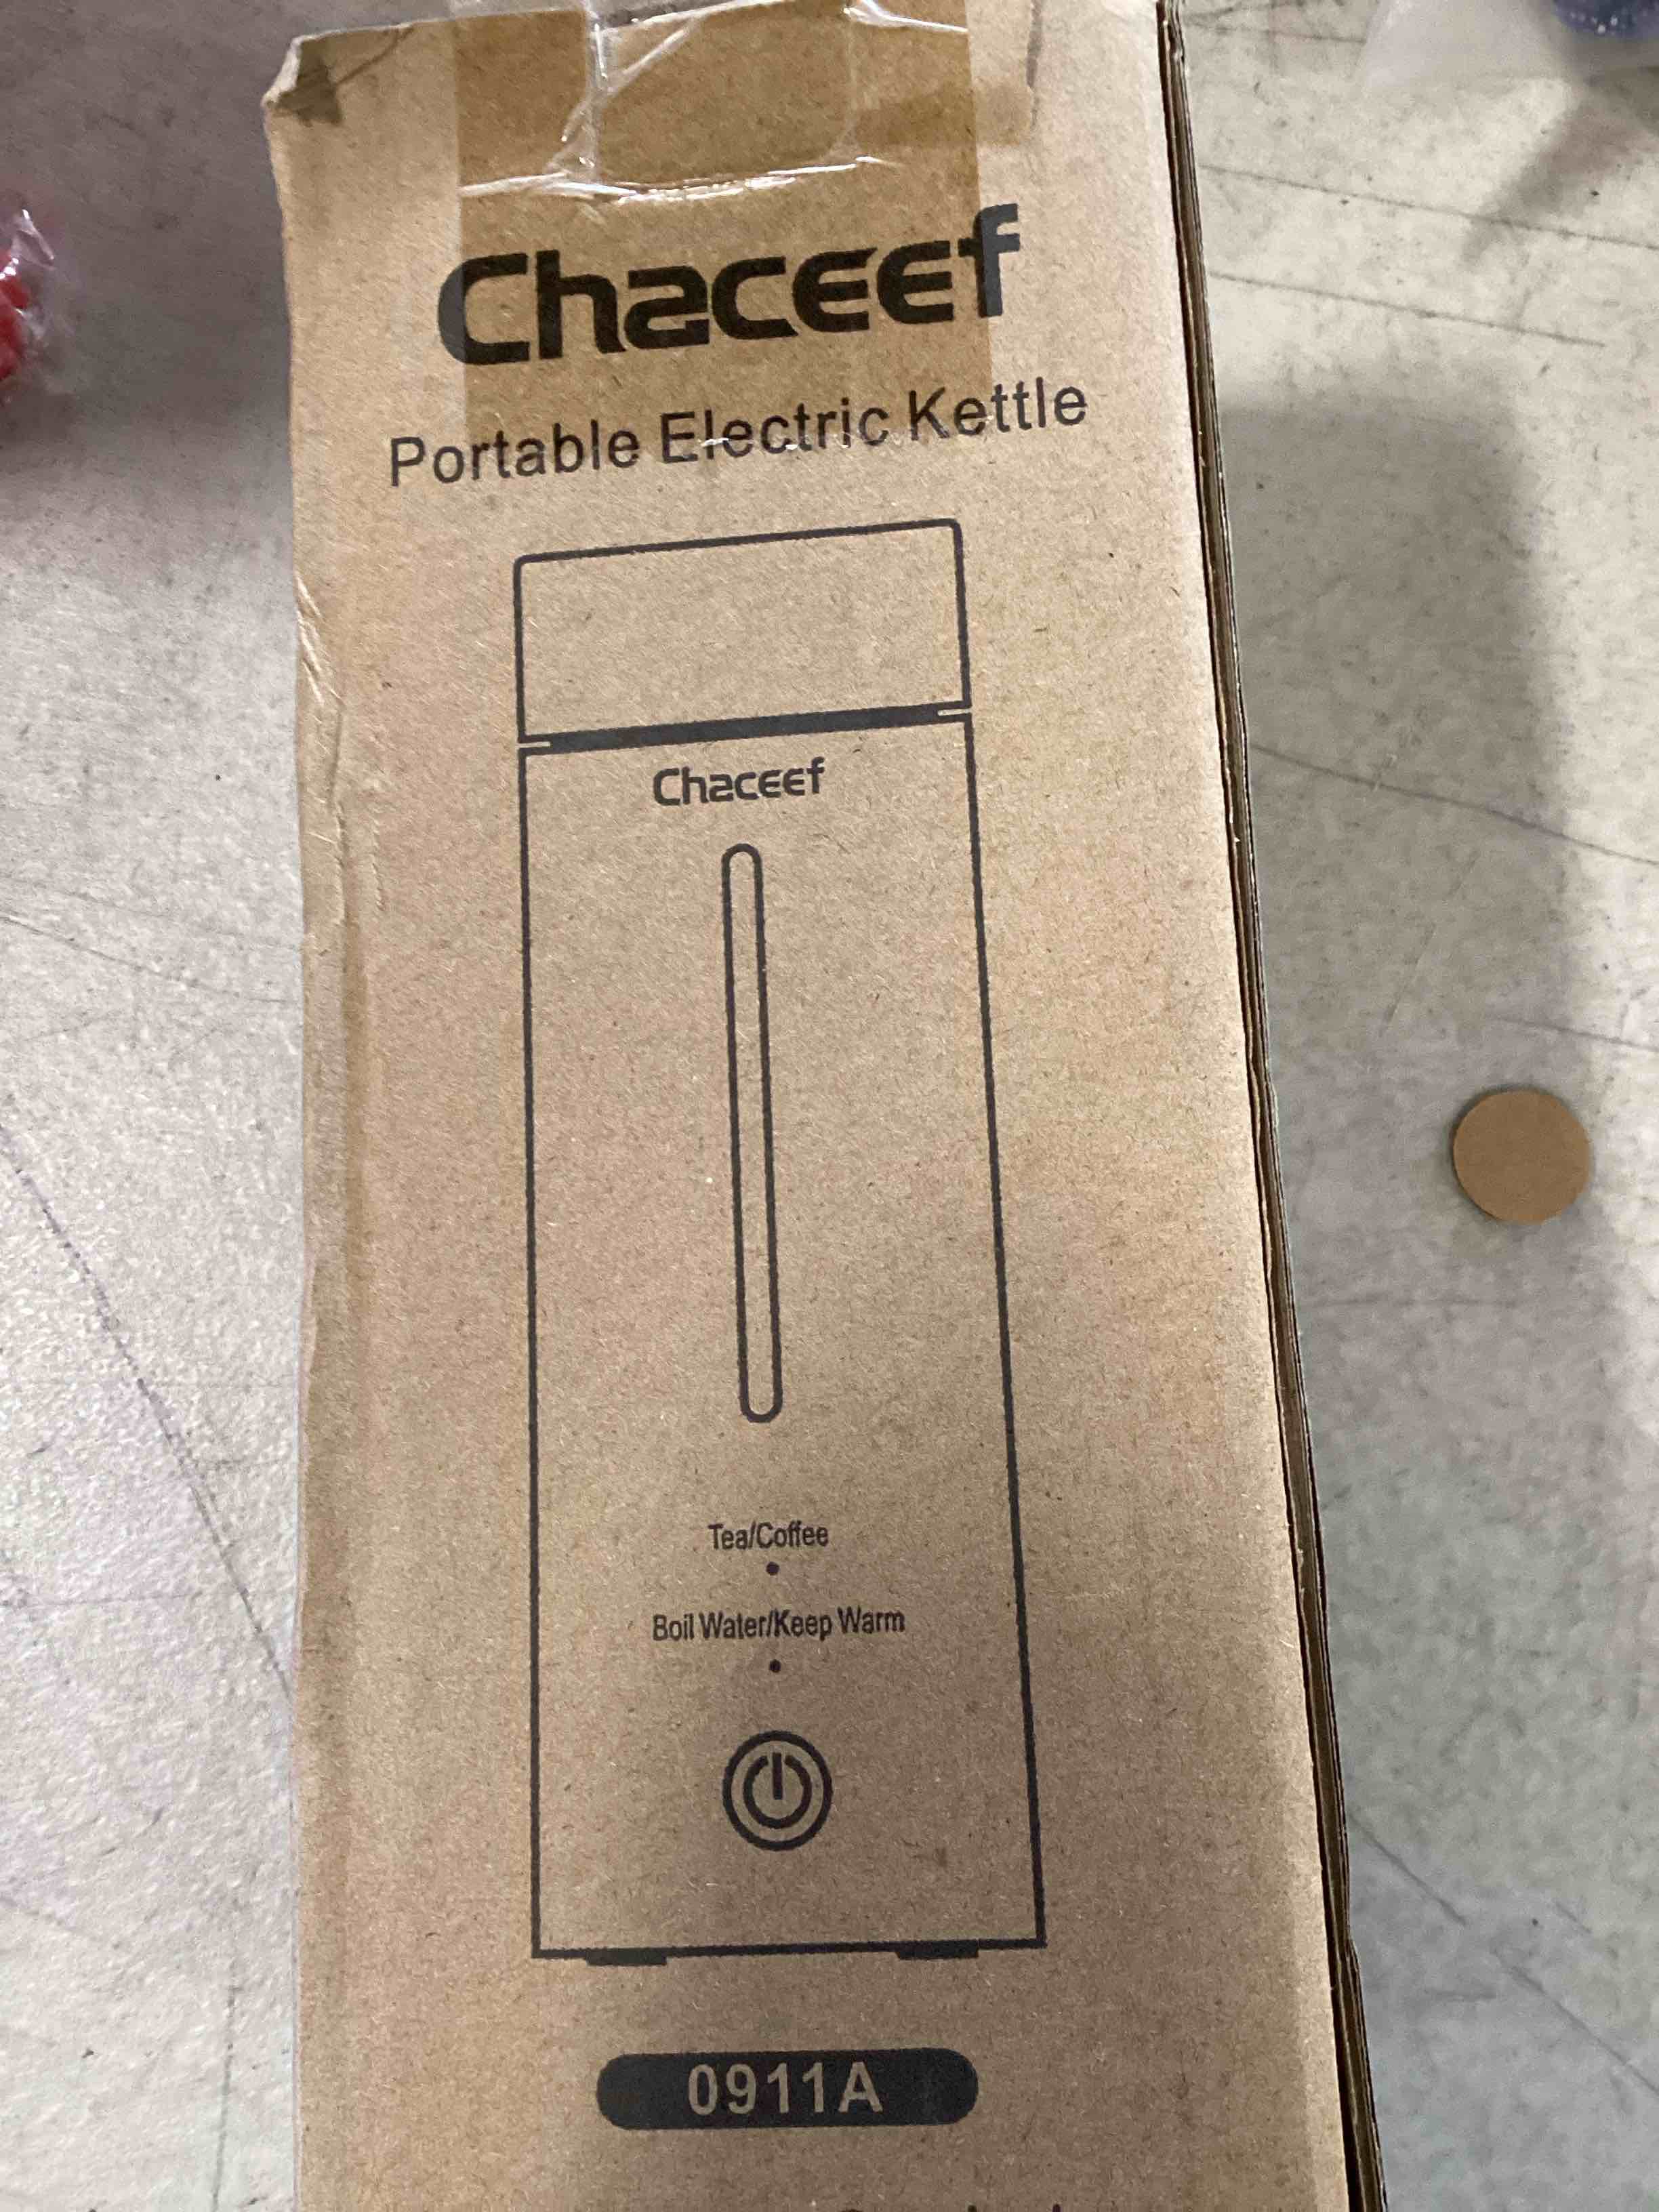 Chaceef
Portable Electric Kettle
Chaceef
Tea/Coffee
Boil Water/Keep Warm
0911A